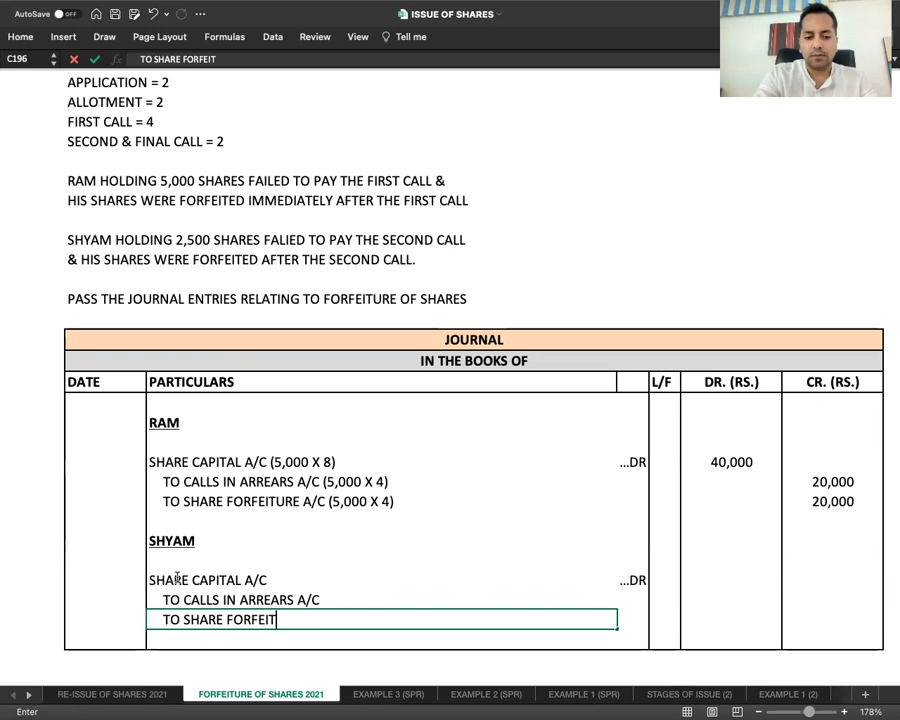 AutoSave OFF
ISSUE OF SHARES
Home Insert Draw Page Layout Formulas Data Review View Tell me
C196 fx TO SHARE FORFEIT
APPLICATION = 2
ALLOTMENT = 2
FIRST CALL = 4
SECOND & FINAL CALL = 2
RAM HOLDING 5,000 SHARES FAILED TO PAY THE FIRST CALL &
HIS SHARES WERE FORFEITED IMMEDIATELY AFTER THE FIRST CALL
SHYAM HOLDING 2,500 SHARES FALIED TO PAY THE SECOND CALL
& HIS SHARES WERE FORFEITED AFTER THE SECOND CALL.
PASS THE JOURNAL ENTRIES RELATING TO FORFEITURE OF SHARES
JOURNAL
IN THE BOOKS OF
DATE PARTICULARS L/F DR. (RS.) CR. (RS.)
RAM
SHARE CAPITAL A/C (5,000 X 8) ...DR 40,000
TO CALLS IN ARREARS A/C (5,000 X 4) 20,000
TO SHARE FORFEITURE A/C (5,000 X 4) 20,000
SHYAM
SHARE CAPITAL A/C ...DR
TO CALLS IN ARREARS A/C
TO SHARE FORFEIT
RE-ISSUE OF SHARES 2021 FORFEITURE OF SHARES 2021 EXAMPLE 3 (SPR) EXAMPLE 2 (SPR) EXAMPLE 1 (SPR) STAGES OF ISSUE (2) EXAMPLE 1 (2)
Enter 178%